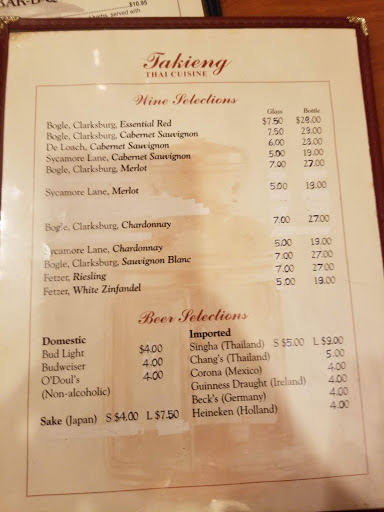 BAR-B-Q
$10.95
served with
Takieng
THAI CUISINE
Wine Selections
Glass Bottle
Bogle, Clarksburg, Essential Red $7.50 $28.00
Bogle, Clarksburg, Cabernet Sauvignon 7.50 29.00
De Loach, Cabernet Sauvignon 6.00 23.00
Sycamore Lane, Cabernet Sauvignon 5.00 19.00
Bogle, Clarksburg, Merlot 7.00 27.00
Sycamore Lane, Merlot 5.00 19.00
Bogle, Clarksburg, Chardonnay 7.00 27.00
Sycamore Lane, Chardonnay 5.00 19.00
Bogle, Clarksburg, Sauvignon Blanc 7.00 27.00
Fetzer, Riesling 7.00 27.00
Fetzer, White Zinfandel 5.00 19.00
Beer Selections
Domestic
Bud Light $4.00
Budweiser 4.00
O'Doul's 4.00
(Non-alcoholic)
Sake (Japan) S $4.00 L $7.50
Imported
Singha (Thailand) S $5.00 L $9.00
Chang's (Thailand) 5.00
Corona (Mexico) 4.00
Guinness Draught (Ireland) 4.00
Beck's (Germany) 4.00
Heineken (Holland) 4.00